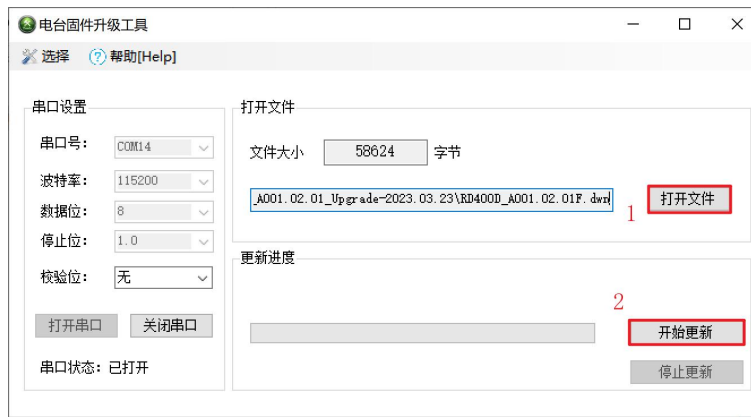 电台固件升级工具
选择 帮助[Help]
串口设置
串口号: COM14
波特率: 115200
数据位: 8
停止位: 1.0
校验位: 无
打开串口 关闭串口
串口状态: 已打开
打开文件
文件大小 58624 字节
_A001.02.01_Upgrade-2023.03.23\RD400D_A001.02.01F.dwn
1 打开文件
更新进度
2
开始更新
停止更新